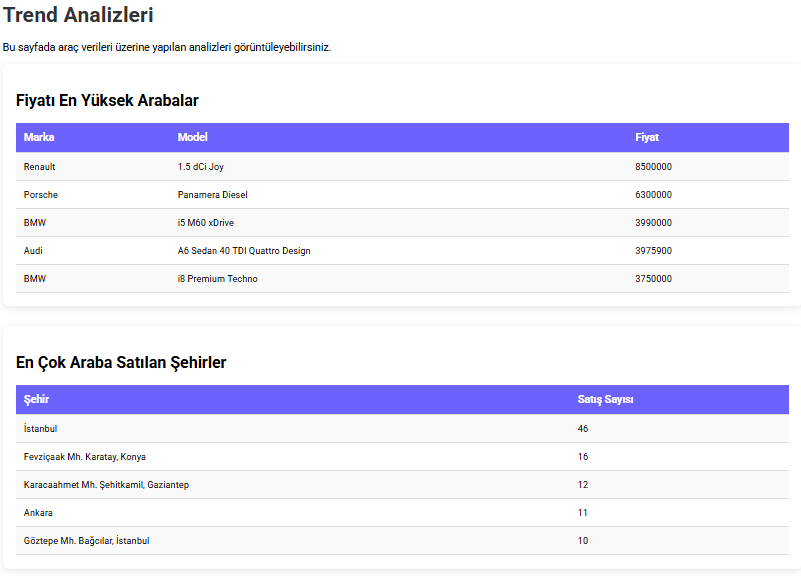 Trend Analizleri
Bu sayfada araç verileri üzerine yapılan analizleri görüntüleyebilirsiniz.
Fiyatı En Yüksek Arabalar
Marka Model Fiyat
Renault 1.5 dCi Joy 8500000
Porsche Panamera Diesel 6300000
BMW i5 M60 xDrive 3990000
Audi A6 Sedan 40 TDI Quattro Design 3975900
BMW i8 Premium Techno 3750000
En Çok Araba Satılan Şehirler
Şehir Satış Sayısı
İstanbul 46
Fevziçaak Mh. Karatay, Konya 16
Karacaahmet Mh. Şehitkamil, Gaziantep 12
Ankara 11
Göztepe Mh. Bağcılar, İstanbul 10